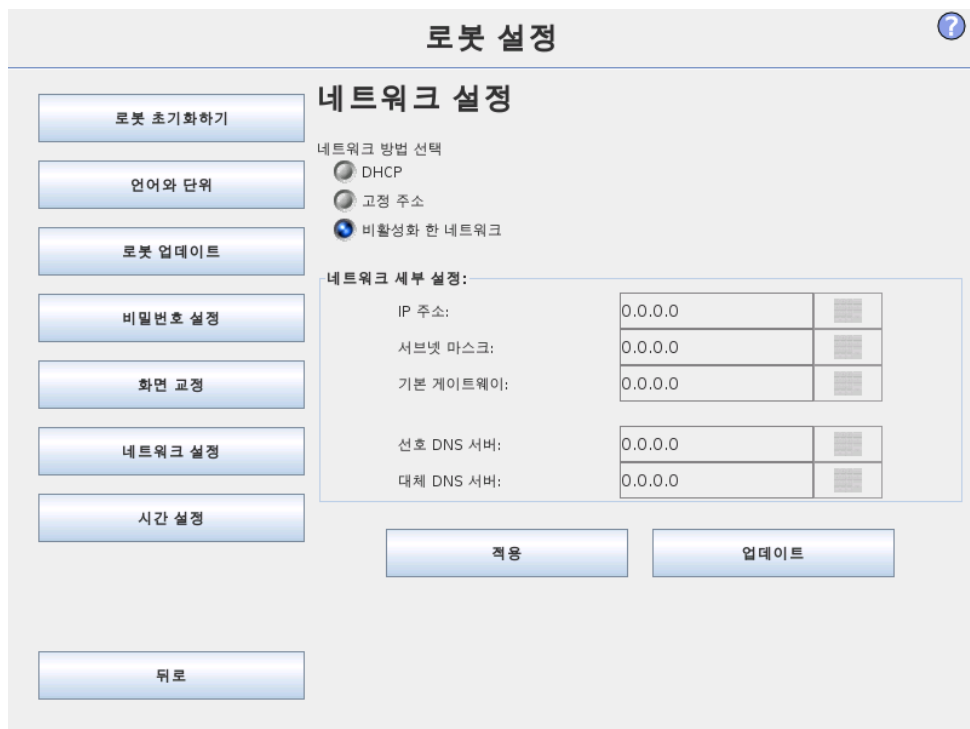 로봇 설정
?
로봇 초기화하기
언어와 단위
로봇 업데이트
비밀번호 설정
화면 교정
네트워크 설정
시간 설정
뒤로
네트워크 설정
네트워크 방법 선택
DHCP
고정 주소
비활성화 한 네트워크
네트워크 세부 설정:
IP 주소: 0.0.0.0
서브넷 마스크: 0.0.0.0
기본 게이트웨이: 0.0.0.0
선호 DNS 서버: 0.0.0.0
대체 DNS 서버: 0.0.0.0
적용 업데이트